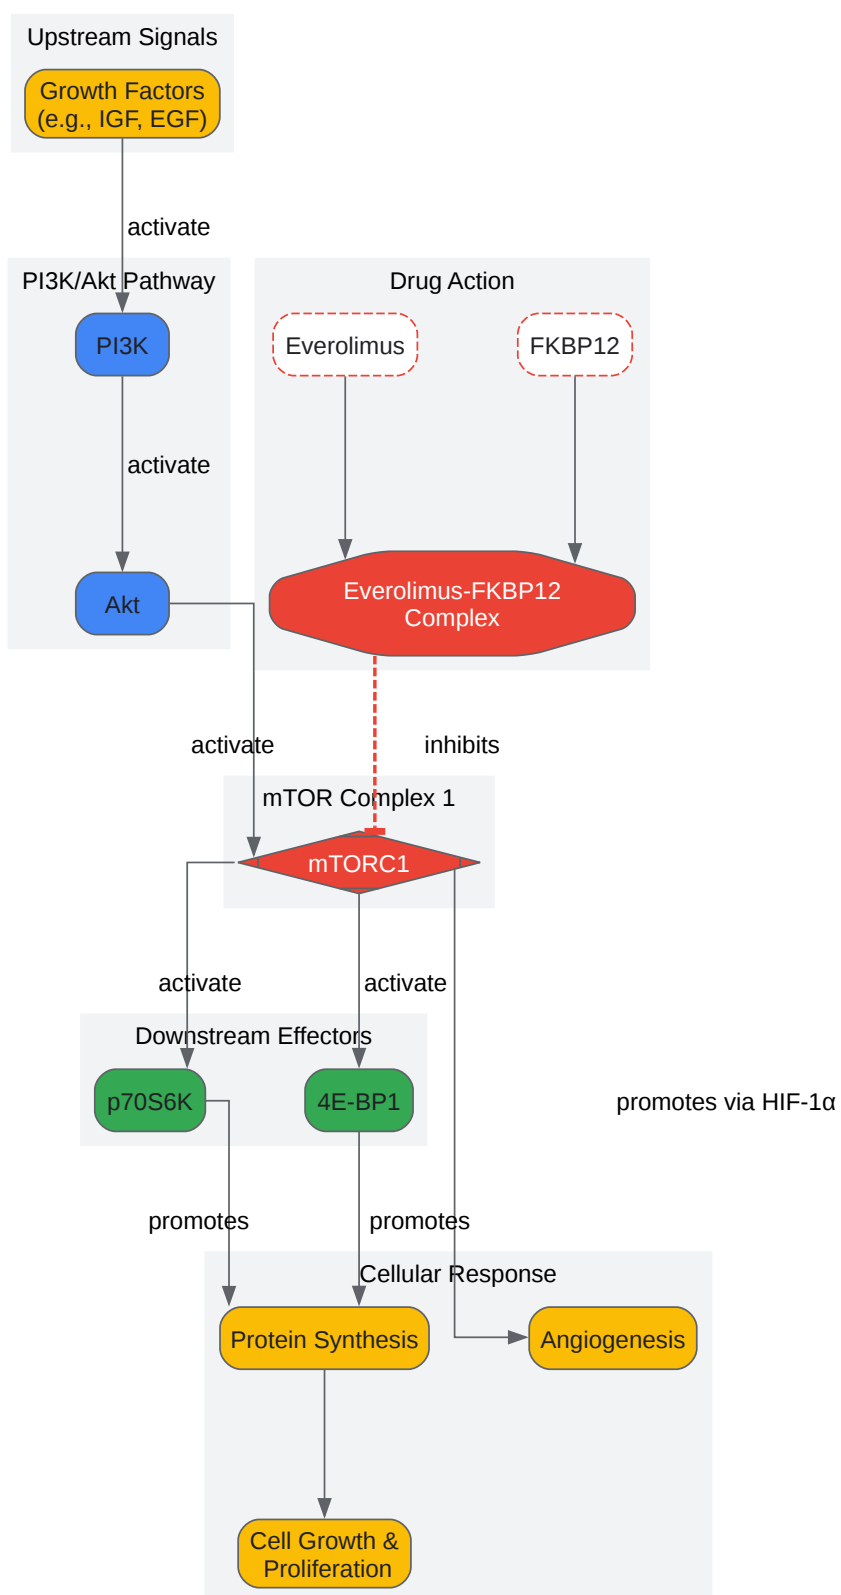 Upstream Signals
Growth Factors
(e.g., IGF, EGF)
activate
PI3K/Akt Pathway
Drug Action
PI3K
Everolimus
FKBP12
activate
Akt
Everolimus-FKBP12
Complex
activate
inhibits
mTOR Complex 1
mTORC1
activate
activate
Downstream Effectors
p70S6K
4E-BP1
promotes via HIF-1α
promotes
promotes
Cellular Response
Protein Synthesis
Angiogenesis
Cell Growth &
Proliferation